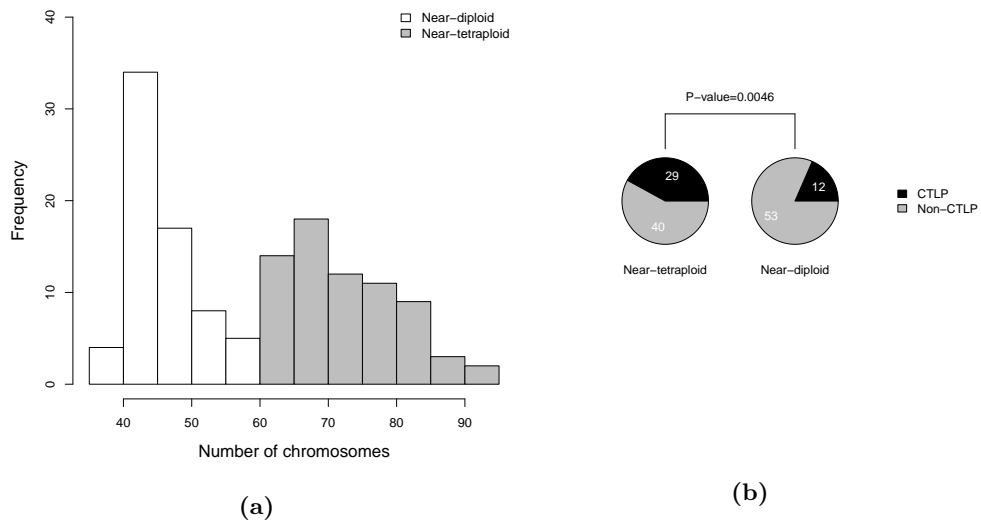 Near−diploid
Near−tetraploid
Frequency
40
30
20
10
0
40 50 60 70 80 90
Number of chromosomes
(a)
P−value=0.0046
29
40
12
53
Near−tetraploid
Near−diploid
CTLP
Non−CTLP
(b)